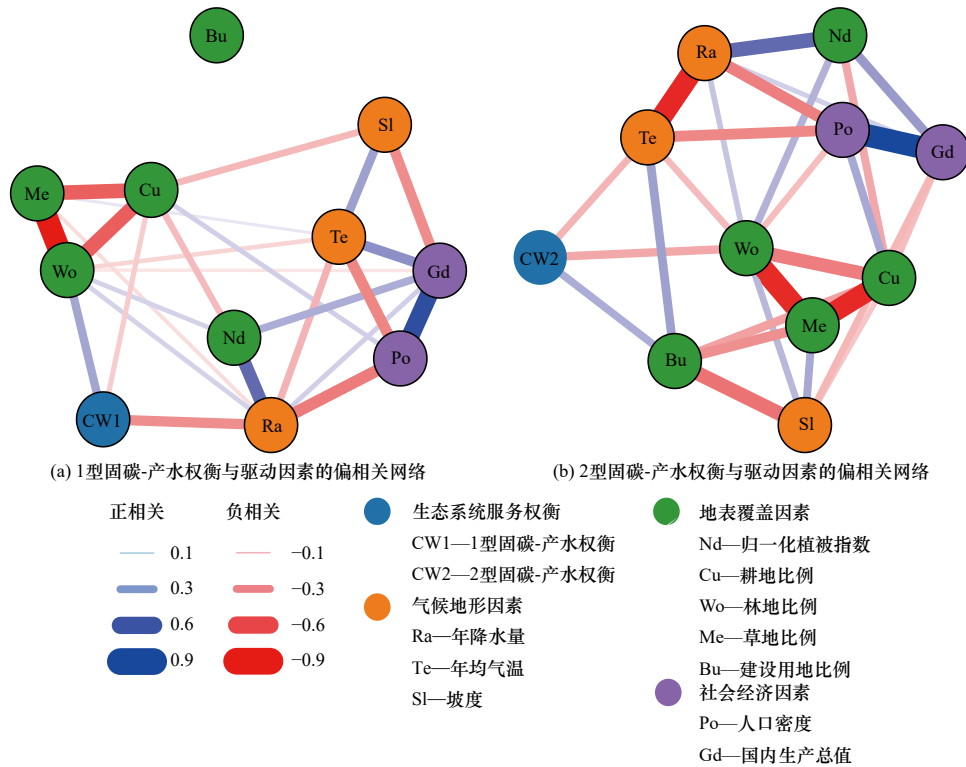 Bu
Sl
Me
Cu
Te
Wo
Gd
Nd
Po
CW1
Ra
Nd
Ra
Po
Te
Gd
Wo
CW2
Cu
Me
Bu
Sl
(a) 1型固碳-产水权衡与驱动因素的偏相关网络
(b) 2型固碳-产水权衡与驱动因素的偏相关网络
正相关
负相关
0.1
−0.1
0.3
−0.3
0.6
−0.6
0.9
−0.9
生态系统服务权衡
CW1—1型固碳-产水权衡
CW2—2型固碳-产水权衡
气候地形因素
Ra—年降水量
Te—年均气温
Sl—坡度
地表覆盖因素
Nd—归一化植被指数
Cu—耕地比例
Wo—林地比例
Me—草地比例
Bu—建设用地比例
社会经济因素
Po—人口密度
Gd—国内生产总值